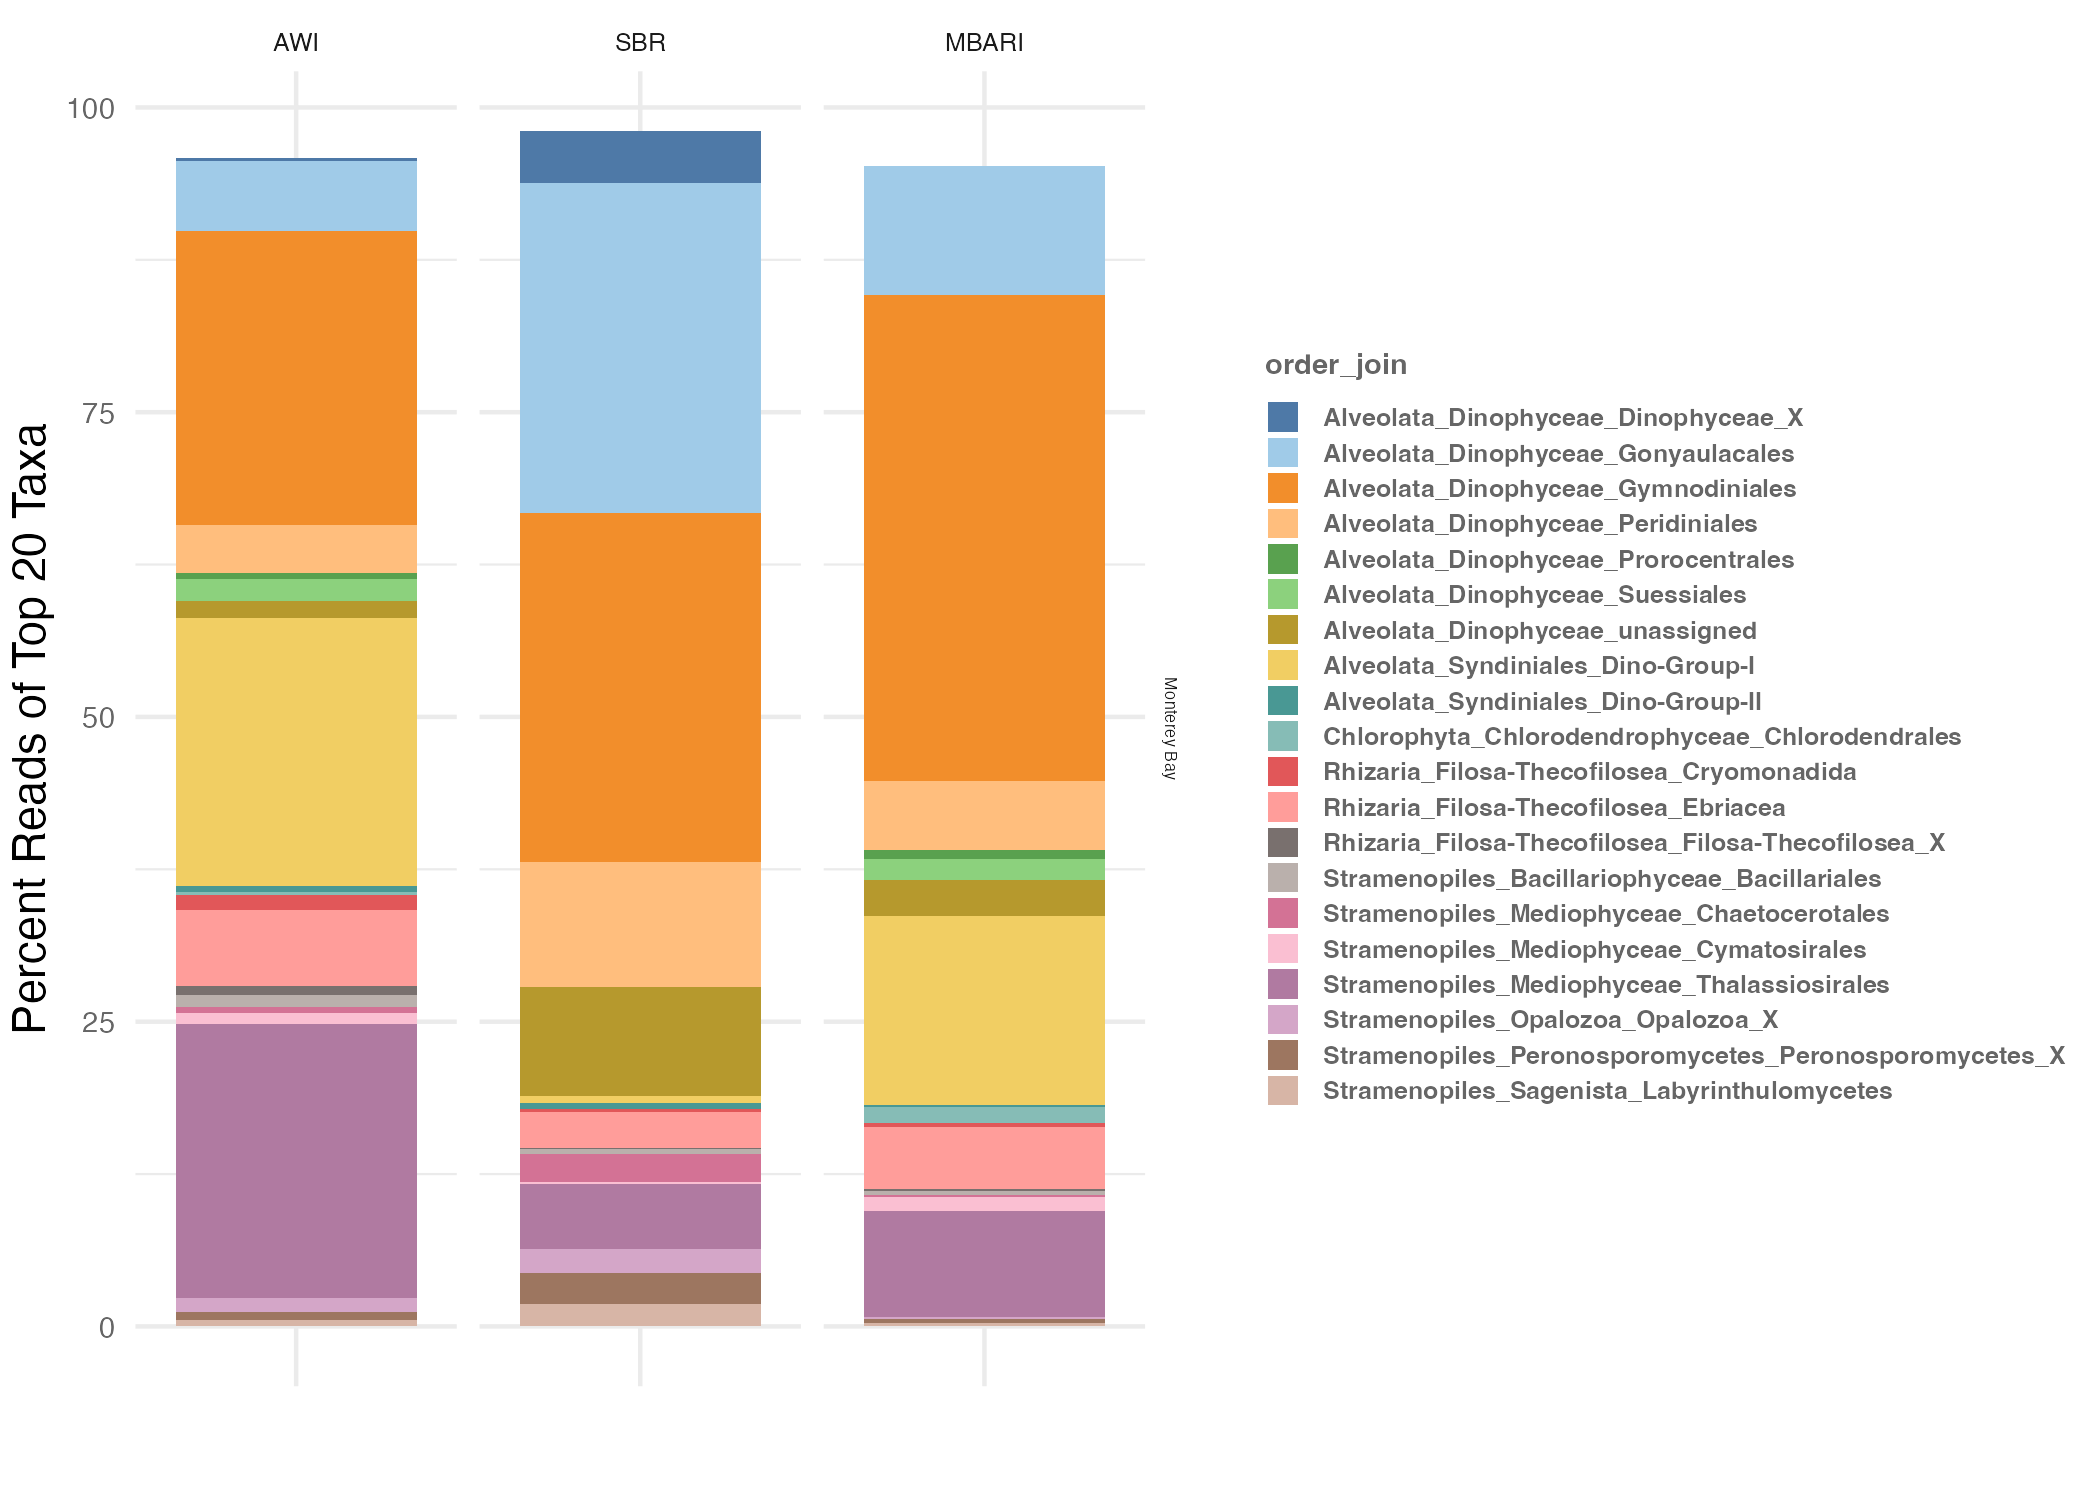 AWI
SBR
MBARI
100
75
50
25
0
Percent Reads of Top 20 Taxa
Monterey Bay
order_join
Alveolata_Dinophyceae_Dinophyceae_X
Alveolata_Dinophyceae_Gonyaulacales
Alveolata_Dinophyceae_Gymnodiniales
Alveolata_Dinophyceae_Peridiniales
Alveolata_Dinophyceae_Prorocentrales
Alveolata_Dinophyceae_Suessiales
Alveolata_Dinophyceae_unassigned
Alveolata_Syndiniales_Dino-Group-I
Alveolata_Syndiniales_Dino-Group-II
Chlorophyta_Chlorodendrophyceae_Chlorodendrales
Rhizaria_Filosa-Thecofilosea_Cryomonadida
Rhizaria_Filosa-Thecofilosea_Ebriacea
Rhizaria_Filosa-Thecofilosea_Filosa-Thecofilosea_X
Stramenopiles_Bacillariophyceae_Bacillariales
Stramenopiles_Mediophyceae_Chaetocerotales
Stramenopiles_Mediophyceae_Cymatosirales
Stramenopiles_Mediophyceae_Thalassiosirales
Stramenopiles_Opalozoa_Opalozoa_X
Stramenopiles_Peronosporomycetes_Peronosporomycetes_X
Stramenopiles_Sagenista_Labyrinthulomycetes